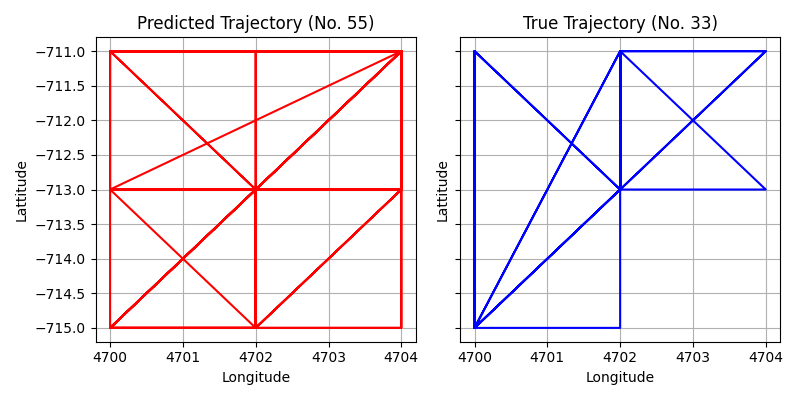 Predicted Trajectory (No. 55)
True Trajectory (No. 33)
Lattitude
−711.0
−711.5
−712.0
−712.5
−713.0
−713.5
−714.0
−714.5
−715.0
4700 4701 4702 4703 4704
Longitude
Lattitude
4700 4701 4702 4703 4704
Longitude